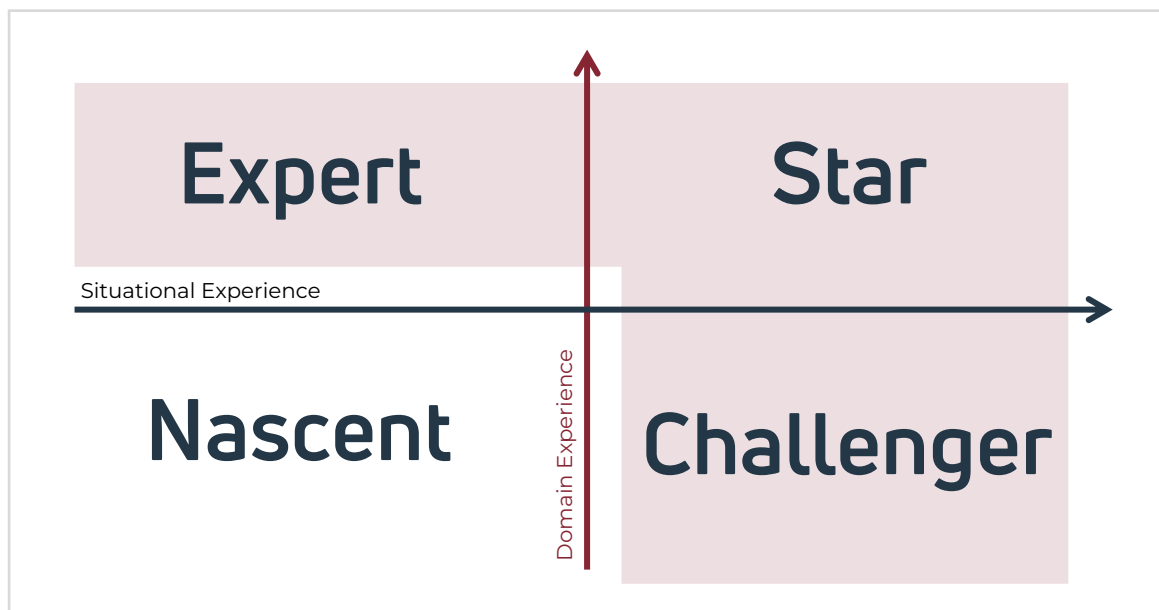 Expert
Star
Situational Experience
Domain Experience
Nascent
Challenger